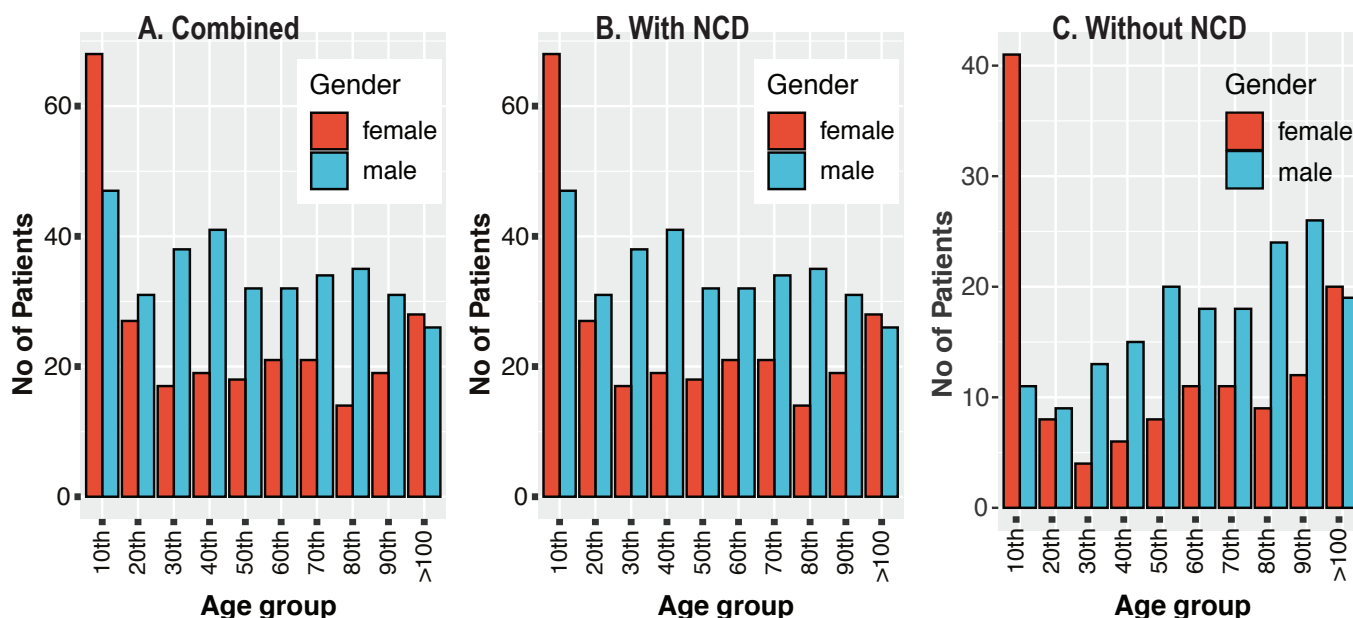 A. Combined
No of Patients
60
40
20
0
Gender
female
male
10th
20th
30th
40th
50th
60th
70th
80th
90th
>100
Age group
B. With NCD
No of Patients
60
40
20
0
Gender
female
male
10th
20th
30th
40th
50th
60th
70th
80th
90th
>100
Age group
C. Without NCD
No of Patients
40
30
20
10
0
Gender
female
male
10th
20th
30th
40th
50th
60th
70th
80th
90th
>100
Age group